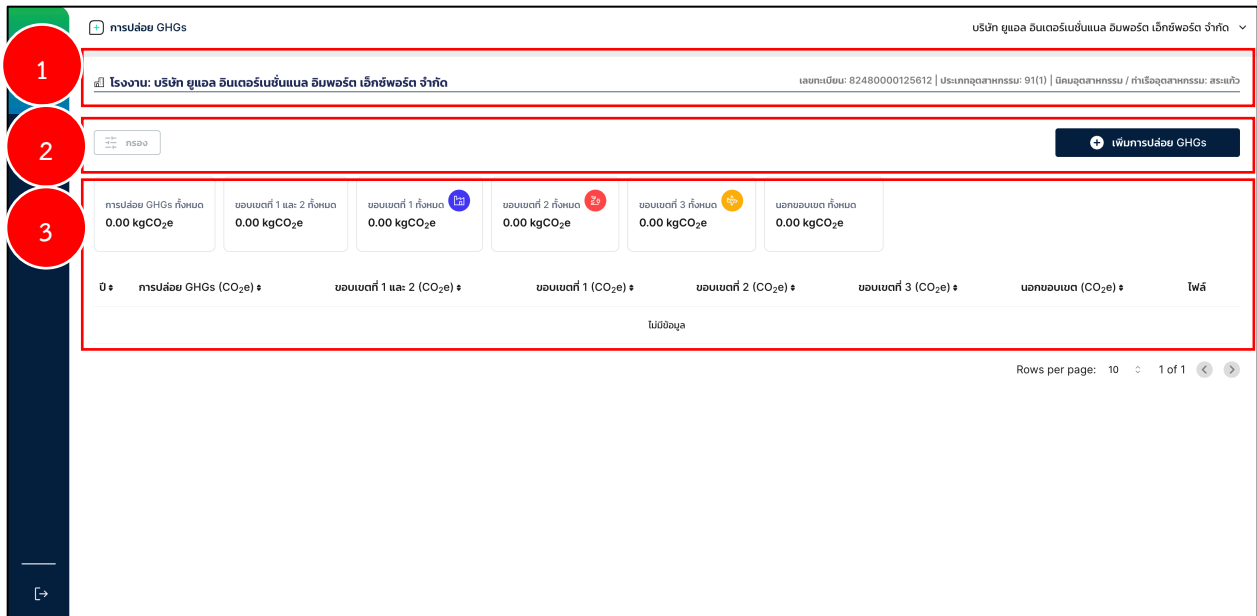 การปล่อย GHGs
บริษัท ยูแอล อินเตอร์เนชั่นแนล อิมพอร์ต เอ็กซ์พอร์ต จำกัด
1
โรงงาน: บริษัท ยูแอล อินเตอร์เนชั่นแนล อิมพอร์ต เอ็กซ์พอร์ต จำกัด
เลขทะเบียน: 82480000125612 | ประเภทอุตสาหกรรม: 91(1) | นิคมอุตสาหกรรม / ท่าเรืออุตสาหกรรม: สระแก้ว
2
กรอง
เพิ่มการปล่อย GHGs
3
การปล่อย GHGs ทั้งหมด
0.00 kgCO₂e
ขอบเขตที่ 1 และ 2 ทั้งหมด
0.00 kgCO₂e
ขอบเขตที่ 1 ทั้งหมด
0.00 kgCO₂e
ขอบเขตที่ 2 ทั้งหมด
0.00 kgCO₂e
ขอบเขตที่ 3 ทั้งหมด
0.00 kgCO₂e
นอกขอบเขต ทั้งหมด
0.00 kgCO₂e
ปี การปล่อย GHGs (CO₂e) ขอบเขตที่ 1 และ 2 (CO₂e) ขอบเขตที่ 1 (CO₂e) ขอบเขตที่ 2 (CO₂e) ขอบเขตที่ 3 (CO₂e) นอกขอบเขต (CO₂e) ไฟล์
ไม่มีข้อมูล
Rows per page: 10 1 of 1